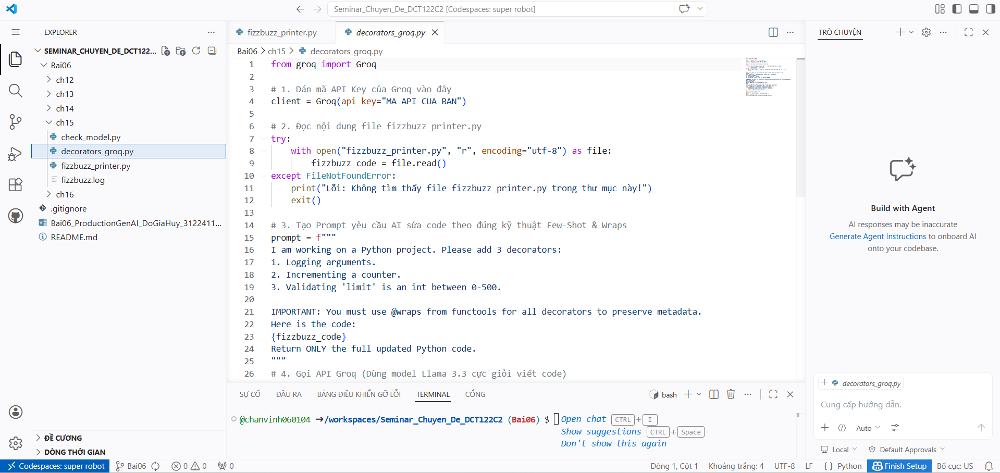 Seminar_Chuyen_De_DCT122C2 [Codespaces: super robot]
EXPLORER
SEMINAR_CHUYEN_DE_DCT122...
Bai06
ch12
ch13
ch14
ch15
check_model.py
decorators_groq.py
fizzbuzz_printer.py
fizzbuzz.log
ch16
.gitignore
Bai06_ProductionGenAI_DoGiaHuy_3122411...
README.md
ĐỀ CƯƠNG
DÒNG THỜI GIAN
fizzbuzz_printer.py
decorators_groq.py
Bai06 > ch15 > decorators_groq.py
1 from groq import Groq
2
3 # 1. Dán mã API Key của Groq vào đây
4 client = Groq(api_key="MA API CUA BAN")
5
6 # 2. Đọc nội dung file fizzbuzz_printer.py
7 try:
8 with open("fizzbuzz_printer.py", "r", encoding="utf-8") as file:
9 fizzbuzz_code = file.read()
10 except FileNotFoundError:
11 print("Lỗi: Không tìm thấy file fizzbuzz_printer.py trong thư mục này!")
12 exit()
13
14 # 3. Tạo Prompt yêu cầu AI sửa code theo đúng kỹ thuật Few-Shot & Wraps
15 prompt = f"""
16 I am working on a Python project. Please add 3 decorators:
17 1. Logging arguments.
18 2. Incrementing a counter.
19 3. Validating 'limit' is an int between 0-500.
20
21 IMPORTANT: You must use @wraps from functools for all decorators to preserve metadata.
22 Here is the code:
23 {fizzbuzz_code}
24 Return ONLY the full updated Python code.
25 """
26 # 4. Gọi API Groq (Dùng model Llama 3.3 cực giỏi viết code)
SỰ CỐ ĐẦU RA BẢNG ĐIỀU KHIỂN GỠ LỖI TERMINAL CỔNG
bash
@chanvinh060104 ➜/workspaces/Seminar_Chuyen_De_DCT122C2 (Bai06) $ Open chat CTRL+I
Show suggestions CTRL+Space
Don't show this again
TRÒ CHUYỆN
Build with Agent
AI responses may be inaccurate
Generate Agent Instructions to onboard AI
onto your codebase.
decorators_groq.py
Cung cấp hướng dẫn.
Auto
Local Default Approvals
Codespaces: super robot Bai06 0 0 0
Dòng 1, Cột 1 Khoảng trắng: 4 UTF-8 LF { } Python Finish Setup Bố cục: US